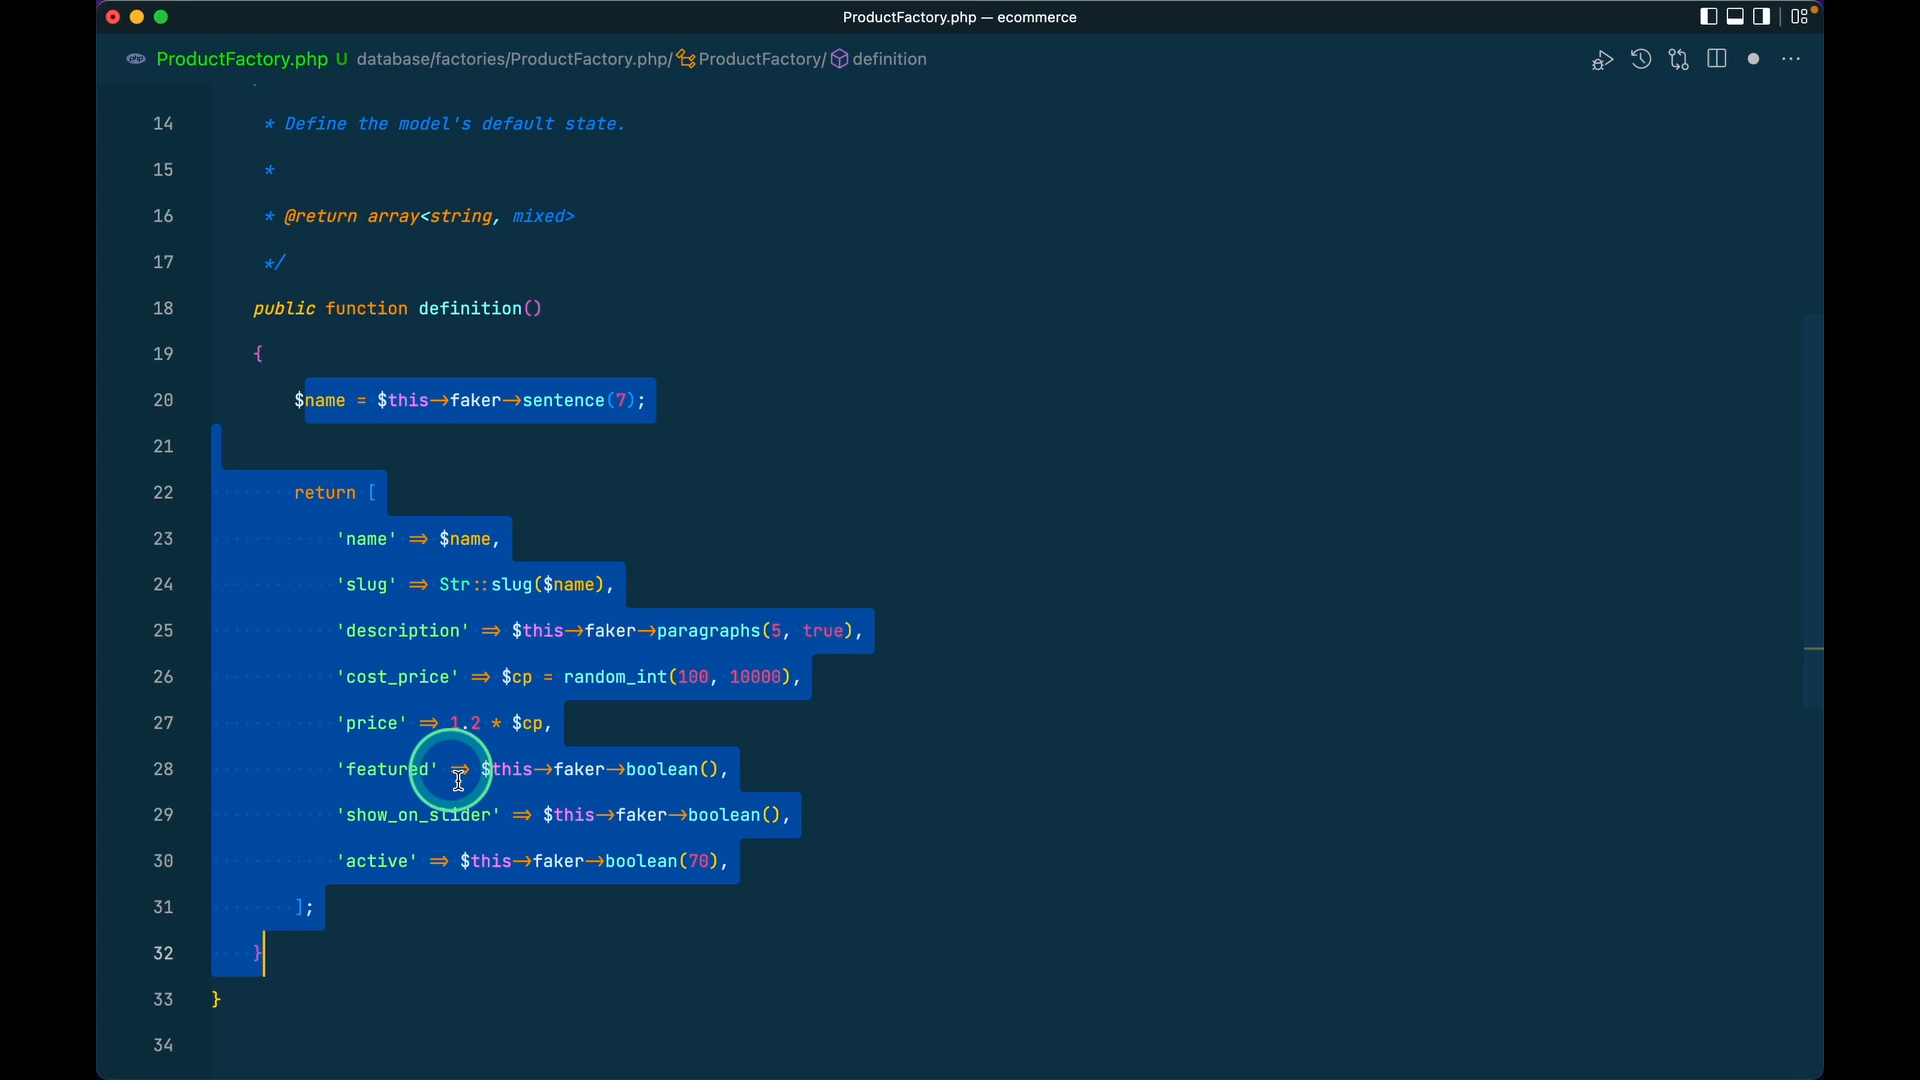 ProductFactory.php — ecommerce
php ProductFactory.php U database/factories/ProductFactory.php/ ProductFactory/ definition
14 * Define the model's default state.
15 *
16 * @return array<string, mixed>
17 */
18 public function definition()
19 {
20 $name = $this->faker->sentence(7);
21
22 return [
23 'name' => $name,
24 'slug' => Str::slug($name),
25 'description' => $this->faker->paragraphs(5, true),
26 'cost_price' => $cp = random_int(100, 10000),
27 'price' => 1.2 * $cp,
28 'featured' => $this->faker->boolean(),
29 'show_on_slider' => $this->faker->boolean(),
30 'active' => $this->faker->boolean(70),
31 ];
32 }
33 }
34